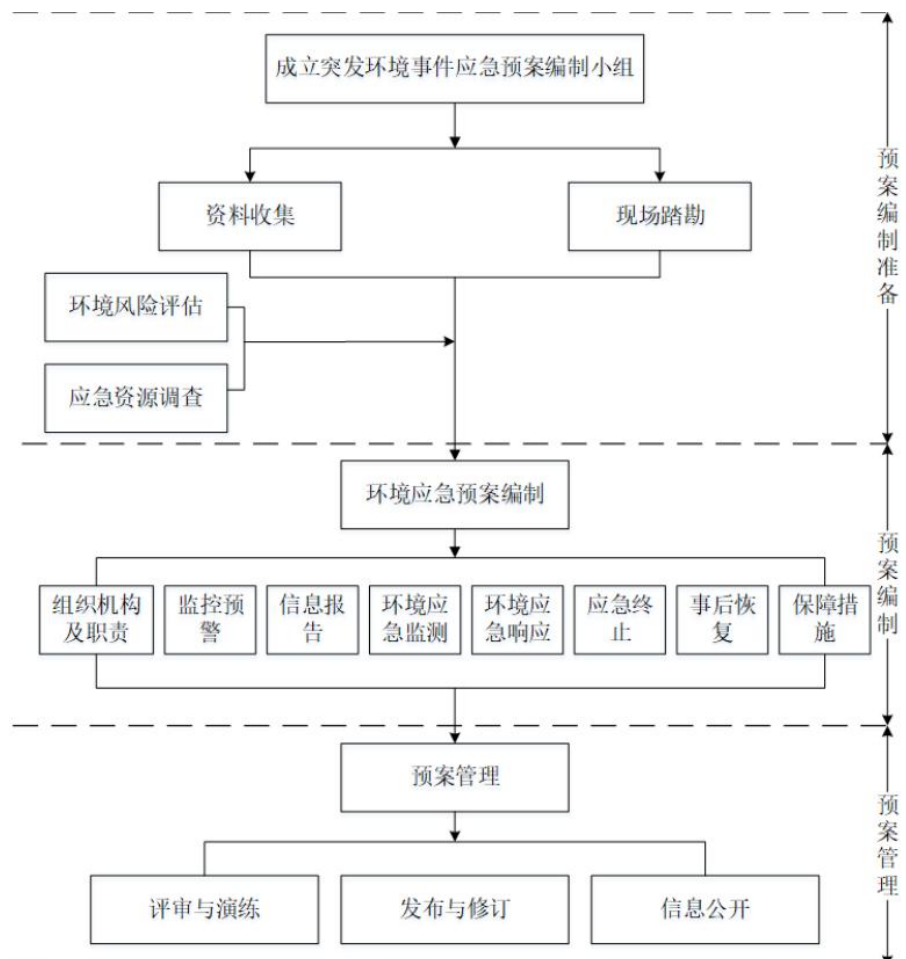 成立突发环境事件应急预案编制小组
资料收集
现场踏勘
环境风险评估
应急资源调查
预案编制准备
环境应急预案编制
组织机构
及职责
监控预
警
信息报
告
环境应
急监测
环境应
急响应
应急终
止
事后恢
复
保障措
施
预案编制
预案管理
评审与演练
发布与修订
信息公开
预案管理